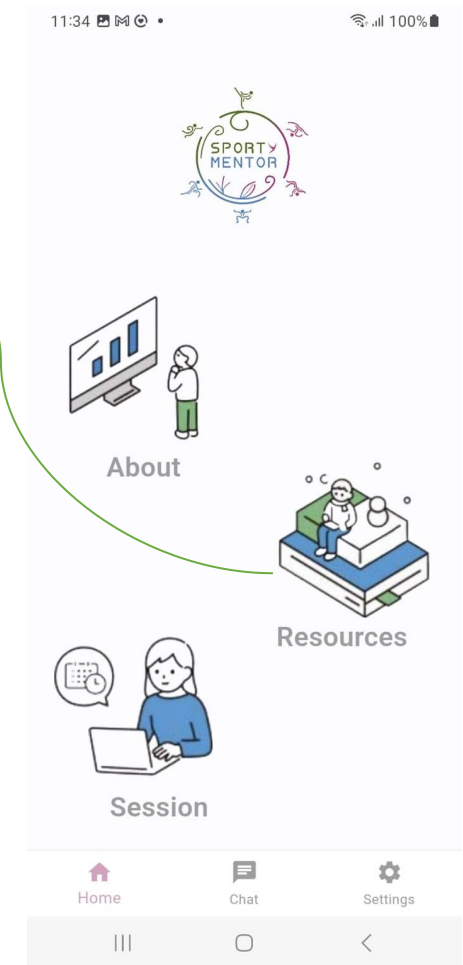 11:34
100%
SPORTY
MENTOR
About
Resources
Session
Home
Chat
Settings